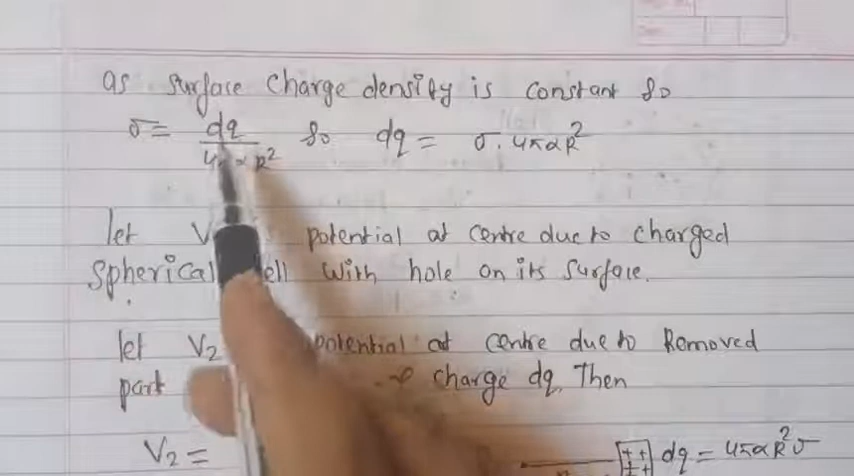 as surface charge density is constant so
σ = dq / 4παR² so dq = σ. 4παR²
let V potential at centre due to charged
Spherical ell with hole on its surface.
let V₂ potential at centre due to Removed
part charge dq, Then
V₂ = dq = 4παR²σ